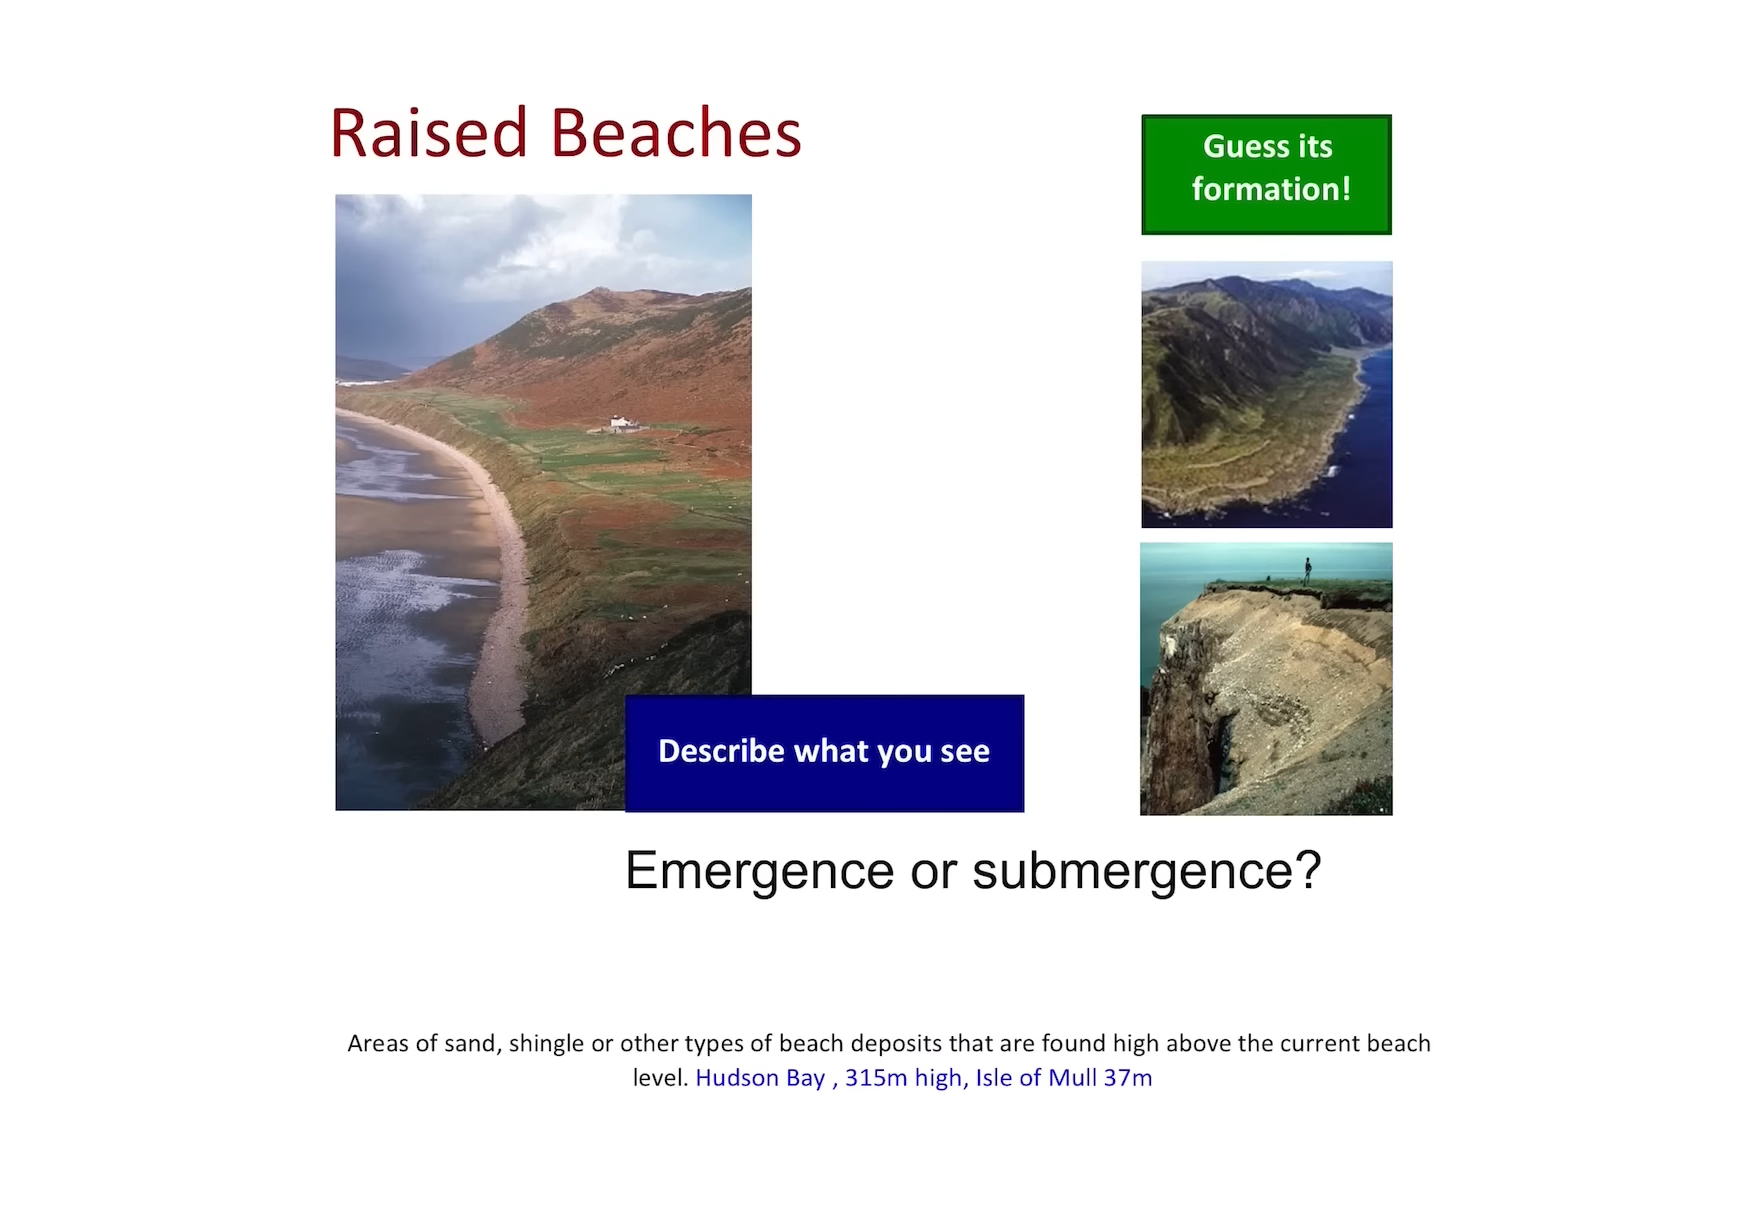 Raised Beaches
Guess its
formation!
Describe what you see
Emergence or submergence?
Areas of sand, shingle or other types of beach deposits that are found high above the current beach
level. Hudson Bay , 315m high, Isle of Mull 37m